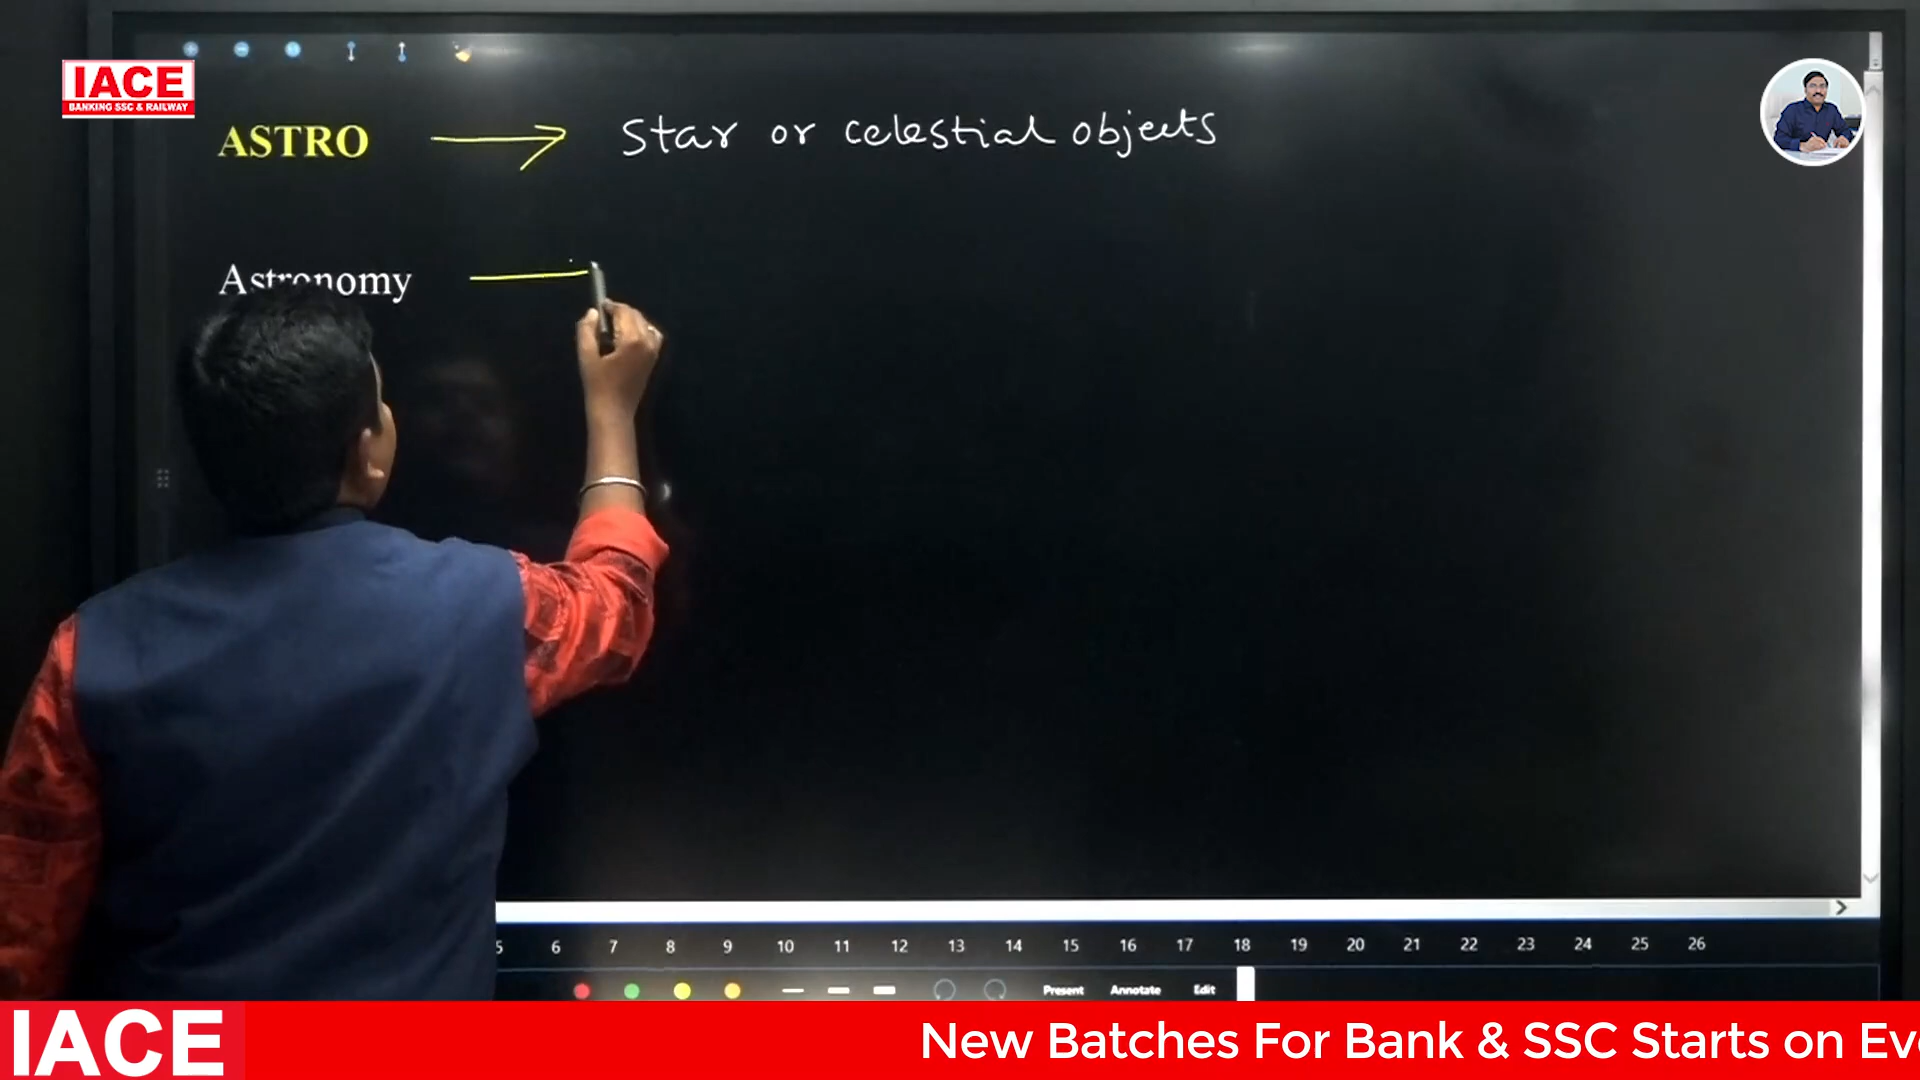 IACE
BANKING SSC & RAILWAY
ASTRO → Star or celestial objects
Astronomy
5 6 7 8 9 10 11 12 13 14 15 16 17 18 19 20 21 22 23 24 25 26
Present Annotate Edit
IACE
New Batches For Bank & SSC Starts on Eve